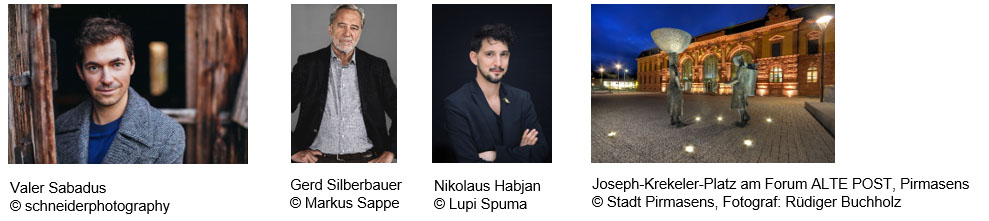 Valer Sabadus
© schneiderphotography
Gerd Silberbauer
© Markus Sappe
Nikolaus Habjan
© Lupi Spuma
Joseph-Krekeler-Platz am Forum ALTE POST, Pirmasens
© Stadt Pirmasens, Fotograf: Rüdiger Buchholz